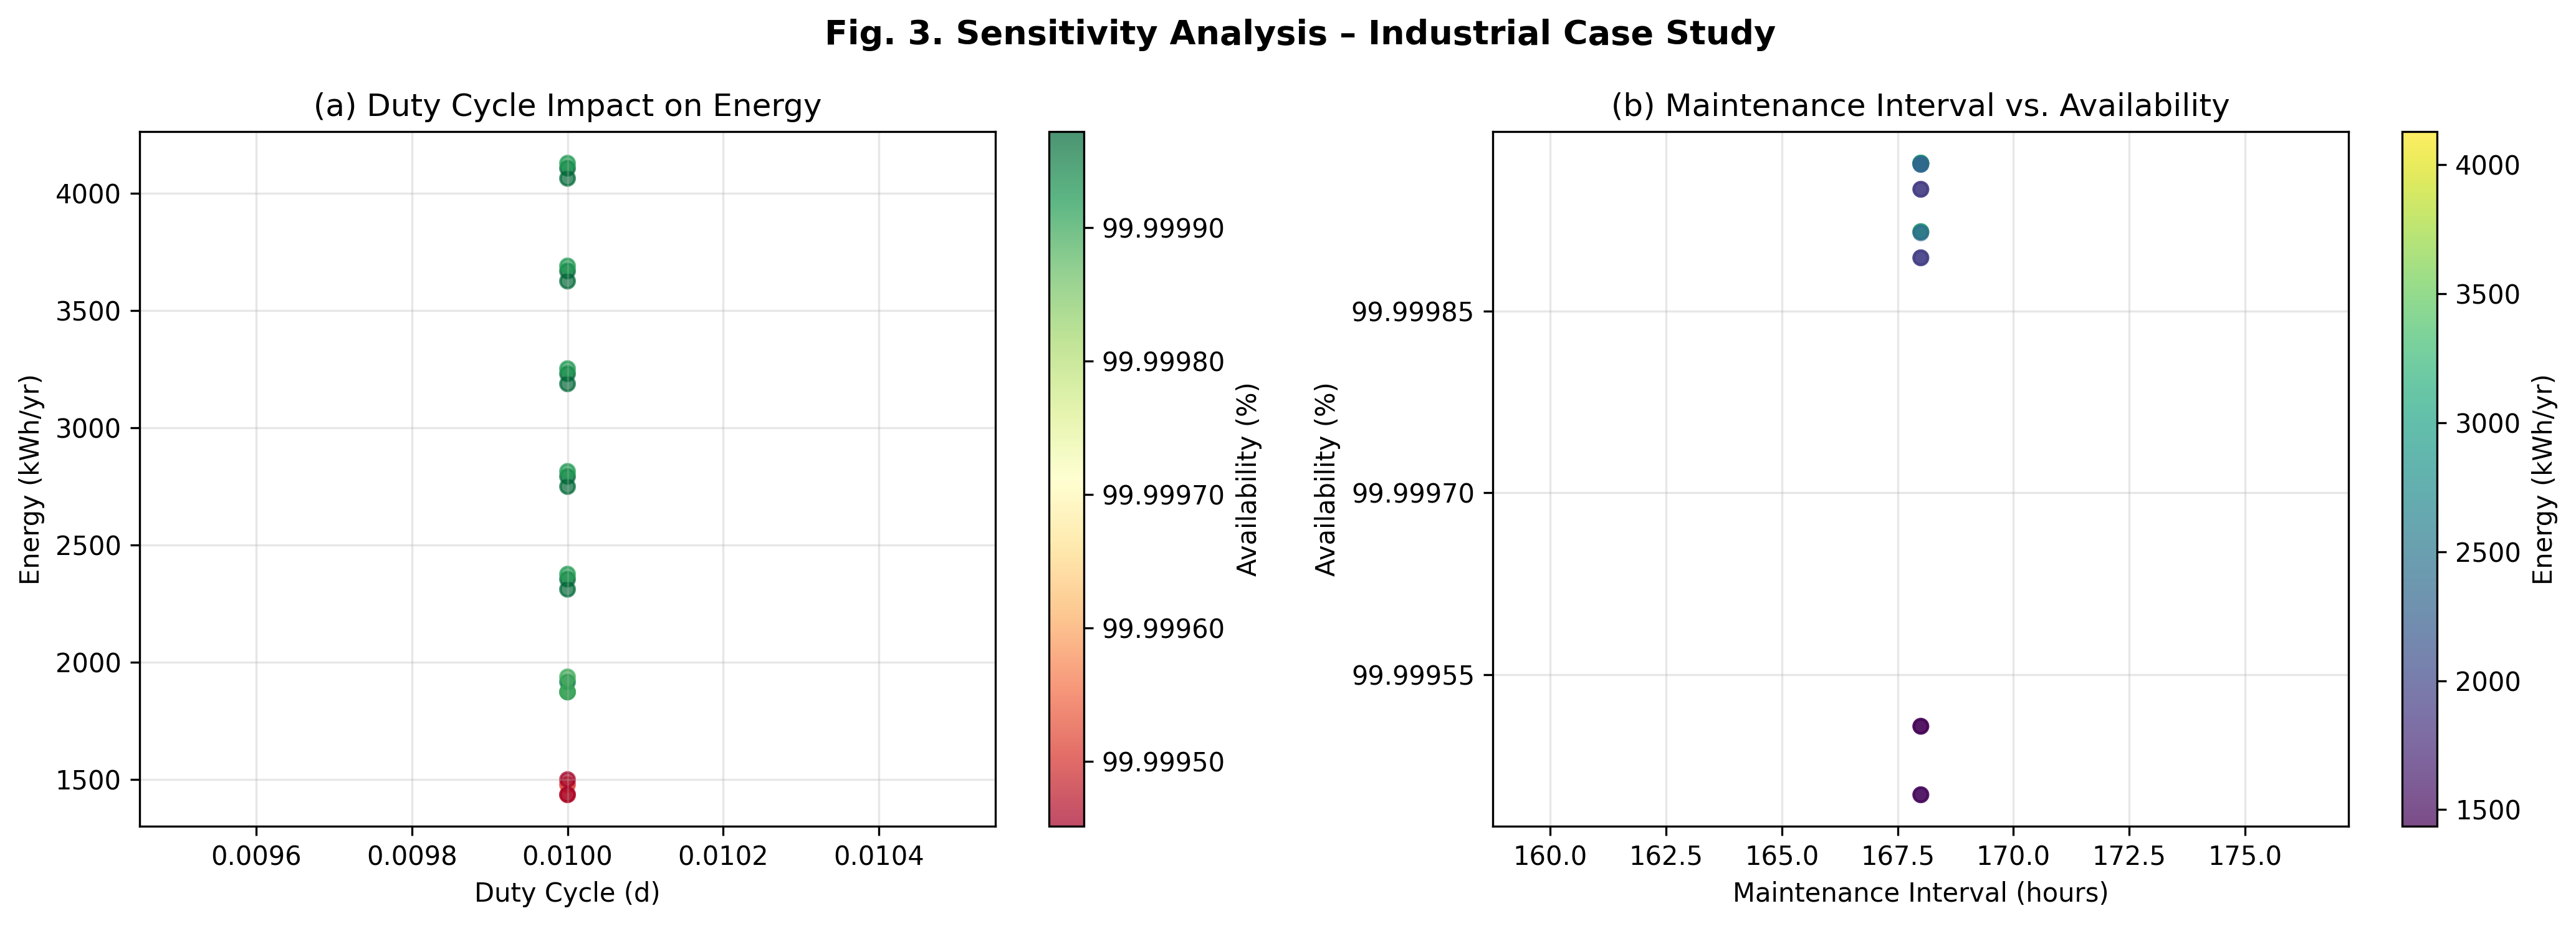 Fig. 3. Sensitivity Analysis – Industrial Case Study
(a) Duty Cycle Impact on Energy
Energy (kWh/yr)
4000
3500
3000
2500
2000
1500
0.0096 0.0098 0.0100 0.0102 0.0104
Duty Cycle (d)
99.99990
99.99980
99.99970
99.99960
99.99950
Availability (%)
(b) Maintenance Interval vs. Availability
Availability (%)
99.99985
99.99970
99.99955
160.0 162.5 165.0 167.5 170.0 172.5 175.0
Maintenance Interval (hours)
4000
3500
3000
2500
2000
1500
Energy (kWh/yr)